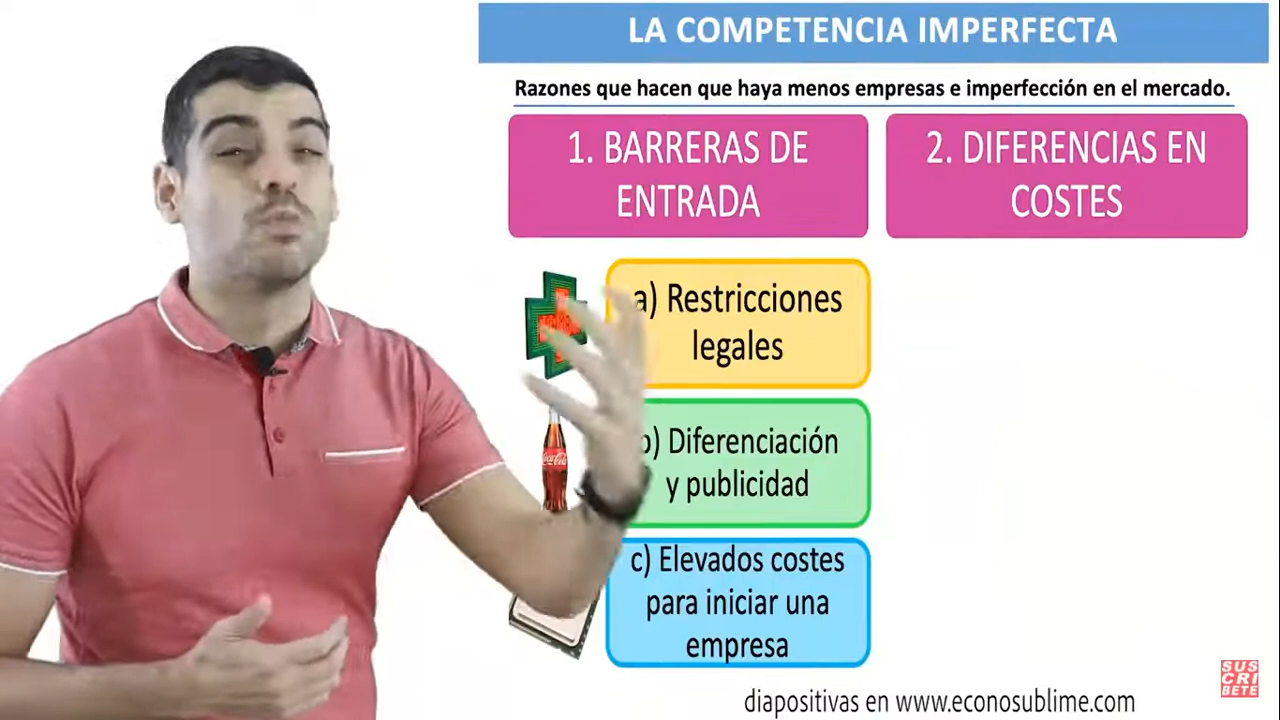 LA COMPETENCIA IMPERFECTA
Razones que hacen que haya menos empresas e imperfección en el mercado.
1. BARRERAS DE
ENTRADA
2. DIFERENCIAS EN
COSTES
a) Restricciones
legales
b) Diferenciación
y publicidad
Coca-Cola
c) Elevados costes
para iniciar una
empresa
SUS
CRI
BETE
diapositivas en www.econosublime.com